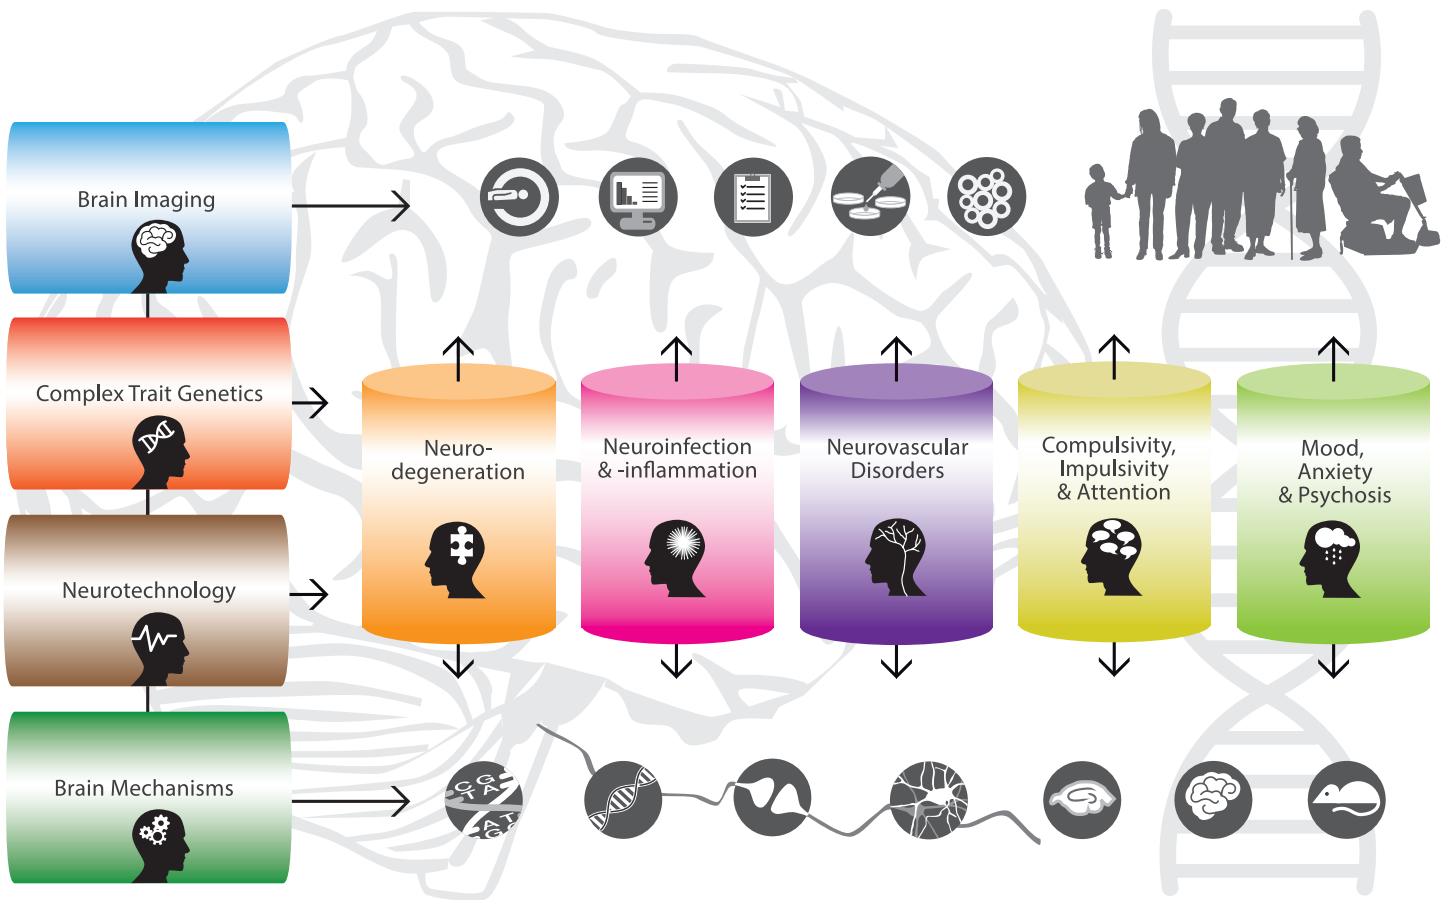 Brain Imaging
Complex Trait Genetics
Neurotechnology
Brain Mechanisms
Neuro-
degeneration
Neuroinfection
& -inflammation
Neurovascular
Disorders
Compulsivity,
Impulsivity
& Attention
Mood,
Anxiety
& Psychosis
C G
T A
A T